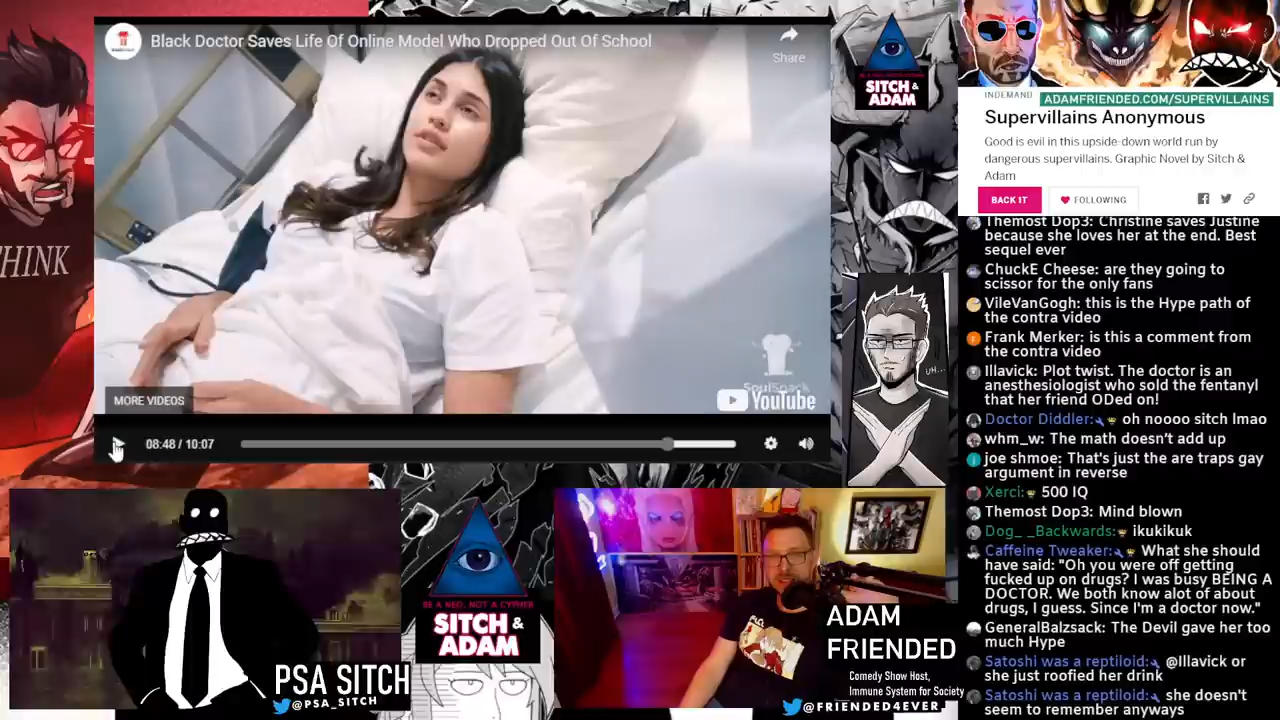 Black Doctor Saves Life Of Online Model Who Dropped Out Of School
Share
MORE VIDEOS
YouTube
08:48 / 10:07
THINK
SITCH &
ADAM
UH...
BE A NEO, NOT A CYPHER
SITCH &
ADAM
PSA SITCH
@PSA_SITCH
ADAM
FRIENDED
Comedy Show Host,
Immune System for Society
@FRIENDED4EVER
INDEMAND
ADAMFRIENDED.COM/SUPERVILLAINS
Supervillains Anonymous
Good is evil in this upside-down world run by
dangerous supervillains. Graphic Novel by Sitch &
Adam
BACK IT
FOLLOWING
Themost Dop3: Christine saves Justine
because she loves her at the end. Best
sequel ever
ChuckE Cheese: are they going to
scissor for the only fans
VileVanGogh: this is the Hype path of
the contra video
Frank Merker: is this a comment from
the contra video
Illavick: Plot twist. The doctor is an
anesthesiologist who sold the fentanyl
that her friend ODed on!
Doctor Diddler: oh noooo sitch lmao
whm_w: The math doesn't add up
joe shmoe: That's just the are traps gay
argument in reverse
Xerci: 500 IQ
Themost Dop3: Mind blown
Dog_ _Backwards: ikukikuk
Caffeine Tweaker: What she should
have said: "Oh you were off getting
fucked up on drugs? I was busy BEING A
DOCTOR. We both know alot of about
drugs, I guess. Since I'm a doctor now."
GeneralBalzsack: The Devil gave her too
much Hype
Satoshi was a reptiloid: @Illavick or
she just roofied her drink
Satoshi was a reptiloid: she doesn't
seem to remember anyways